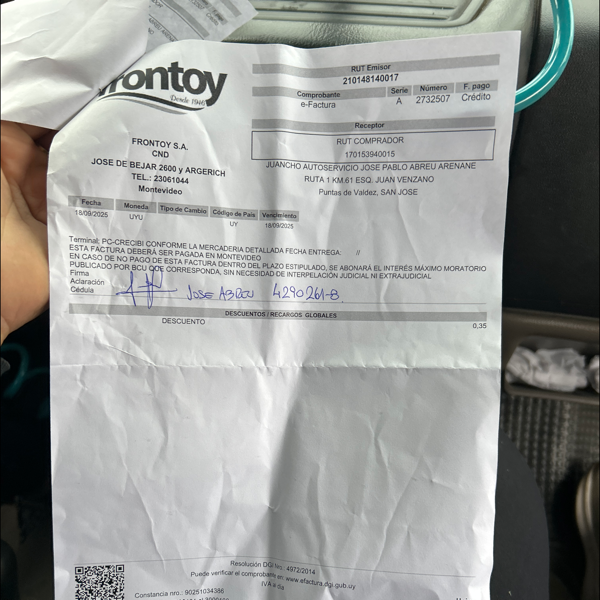 frontoy
Desde 1946
RUT Emisor
210148140017
Comprobante Serie Número F. pago
e-Factura A 2732507 Crédito
Receptor
RUT COMPRADOR
170153940015
JUANCHO AUTOSERVICIO JOSE PABLO ABREU ARENANE
RUTA 1 KM.61 ESQ. JUAN VENZANO
Puntas de Valdez, SAN JOSE
FRONTOY S.A.
CND
JOSE DE BEJAR 2600 y ARGERICH
TEL.: 23061044
Montevideo
Fecha Moneda Tipo de Cambio Código de País Vencimiento
18/09/2025 UYU UY 18/09/2025
Terminal: PC-CRECIBI CONFORME LA MERCADERIA DETALLADA FECHA ENTREGA: //
ESTA FACTURA DEBERÁ SER PAGADA EN MONTEVIDEO
EN CASO DE NO PAGO DE ESTA FACTURA DENTRO DEL PLAZO ESTIPULADO, SE ABONARÁ EL INTERÉS MÁXIMO MORATORIO
PUBLICADO POR BCU QUE CORRESPONDA, SIN NECESIDAD DE INTERPELACIÓN JUDICIAL NI EXTRAJUDICIAL
Firma
Aclaración
Cédula JOSE ABREU 4290261-8
DESCUENTOS / RECARGOS GLOBALES
DESCUENTO 0,35
Resolución DGI Nro. 4972/2014
Puede verificar el comprobante en: www.efactura.dgi.gub.uy
IVA al día
Constancia nro.: 90251034386